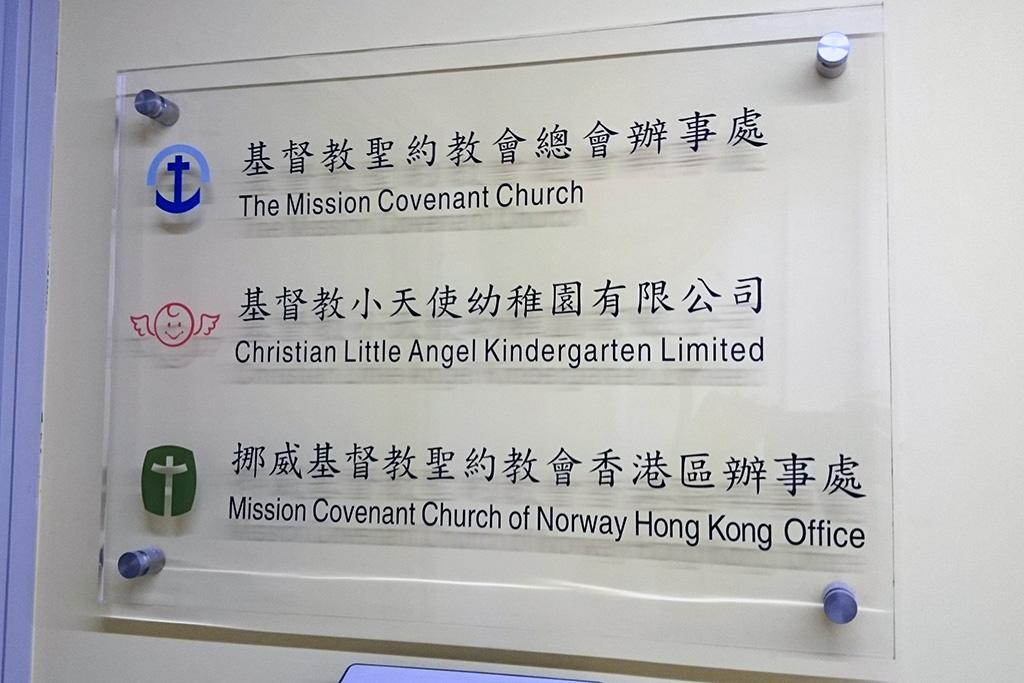 基督教聖約教會總會辦事處
The Mission Covenant Church
基督教小天使幼稚園有限公司
Christian Little Angel Kindergarten Limited
挪威基督教聖約教會香港區辦事處
Mission Covenant Church of Norway Hong Kong Office